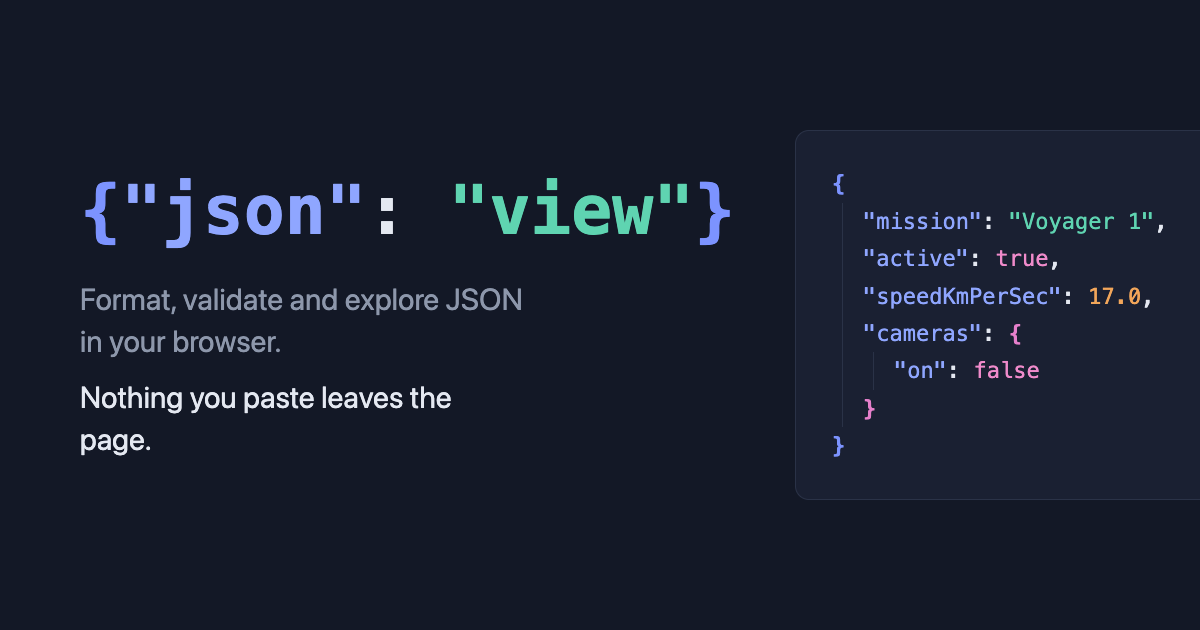 {"json": "view"}
Format, validate and explore JSON
in your browser.
Nothing you paste leaves the
page.
{
"mission": "Voyager 1",
"active": true,
"speedKmPerSec": 17.0,
"cameras": {
"on": false
}
}